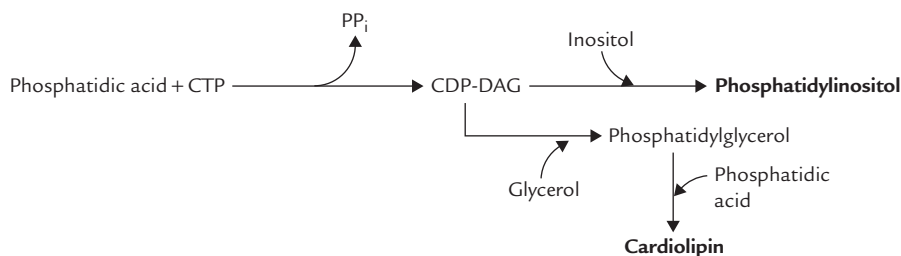 PPi
Inositol
Phosphatidic acid + CTP
CDP-DAG
Phosphatidylinositol
Phosphatidylglycerol
Glycerol
Phosphatidic
acid
Cardiolipin